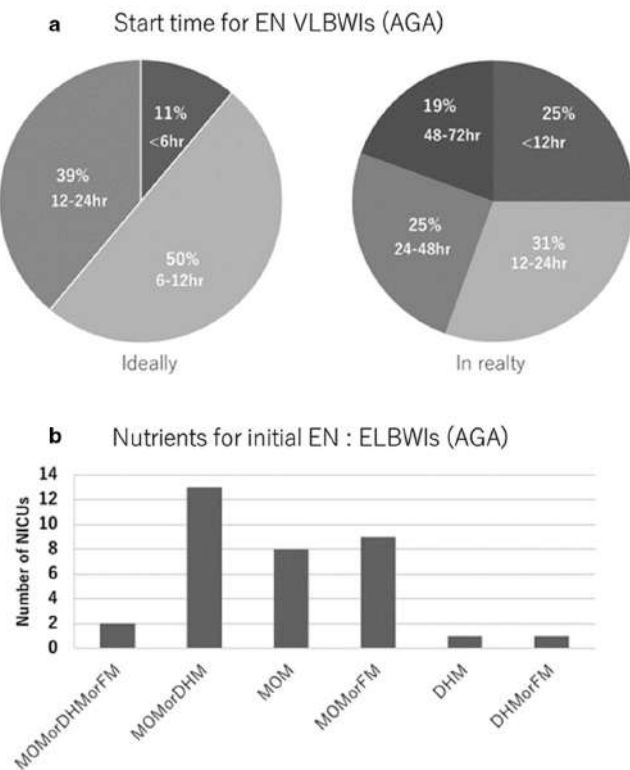 a Start time for EN VLBWIs (AGA)
11%
<6hr
39%
12-24hr
50%
6-12hr
Ideally
19%
48-72hr
25%
<12hr
25%
24-48hr
31%
12-24hr
In realty
b Nutrients for initial EN : ELBWIs (AGA)
Number of NICUs
14
12
10
8
6
4
2
0
MOMorDHMorFM
MOMorDHM
MOM
MOMorFM
DHM
DHMorFM